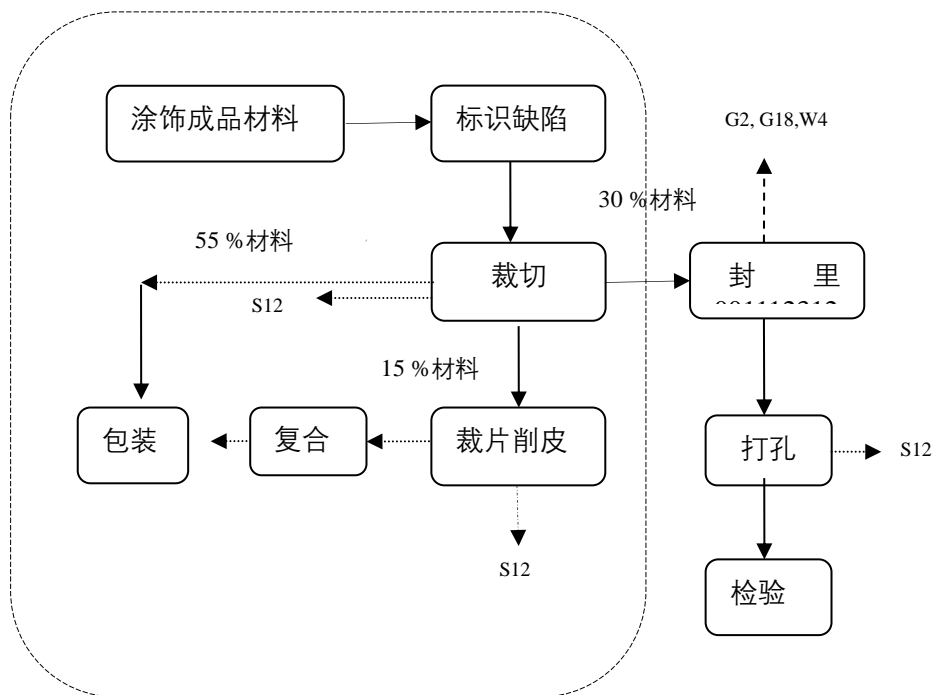 涂饰成品材料
标识缺陷
G2, G18,W4
30 %材料
55 %材料
裁切
封 里
S12
15 %材料
包装
复合
裁片削皮
打孔
S12
S12
检验